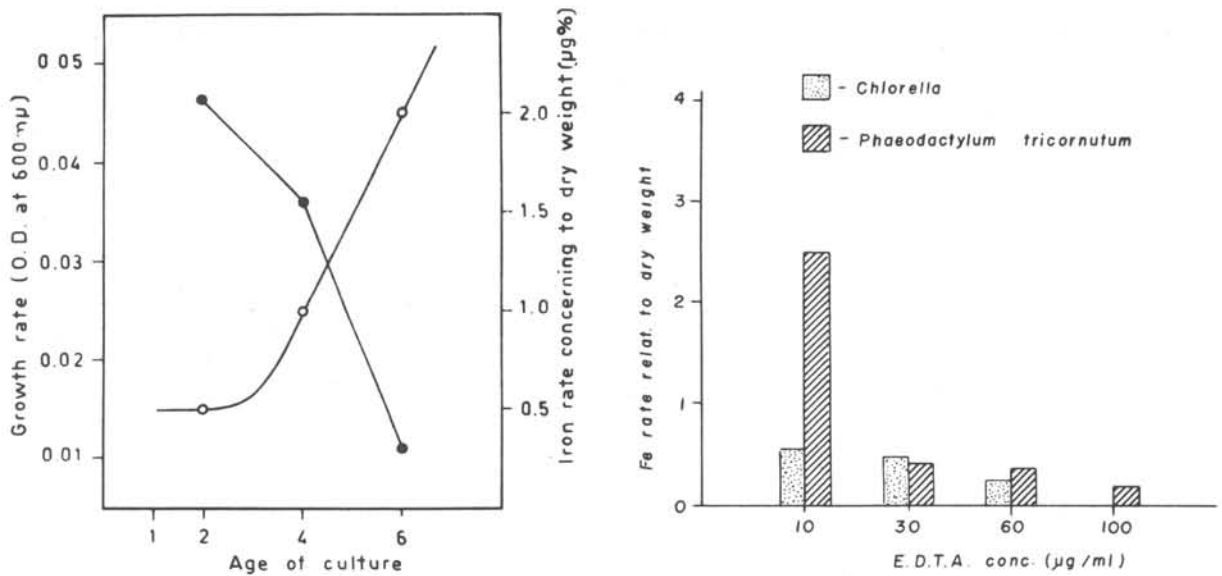 Growth rate (O.D. at 600 ημ)
0.05
0.04
0.03
0.02
0.01
1 2 4 6
Age of culture
2.0
1.5
1.0
0.5
Iron rate concerning to dry weight (μg%)
- Chlorella
- Phaeodactylum tricornutum
Fe rate relat. to dry weight
4
3
2
1
0
10 30 60 100
E.D.T.A. conc. (μg/ml)